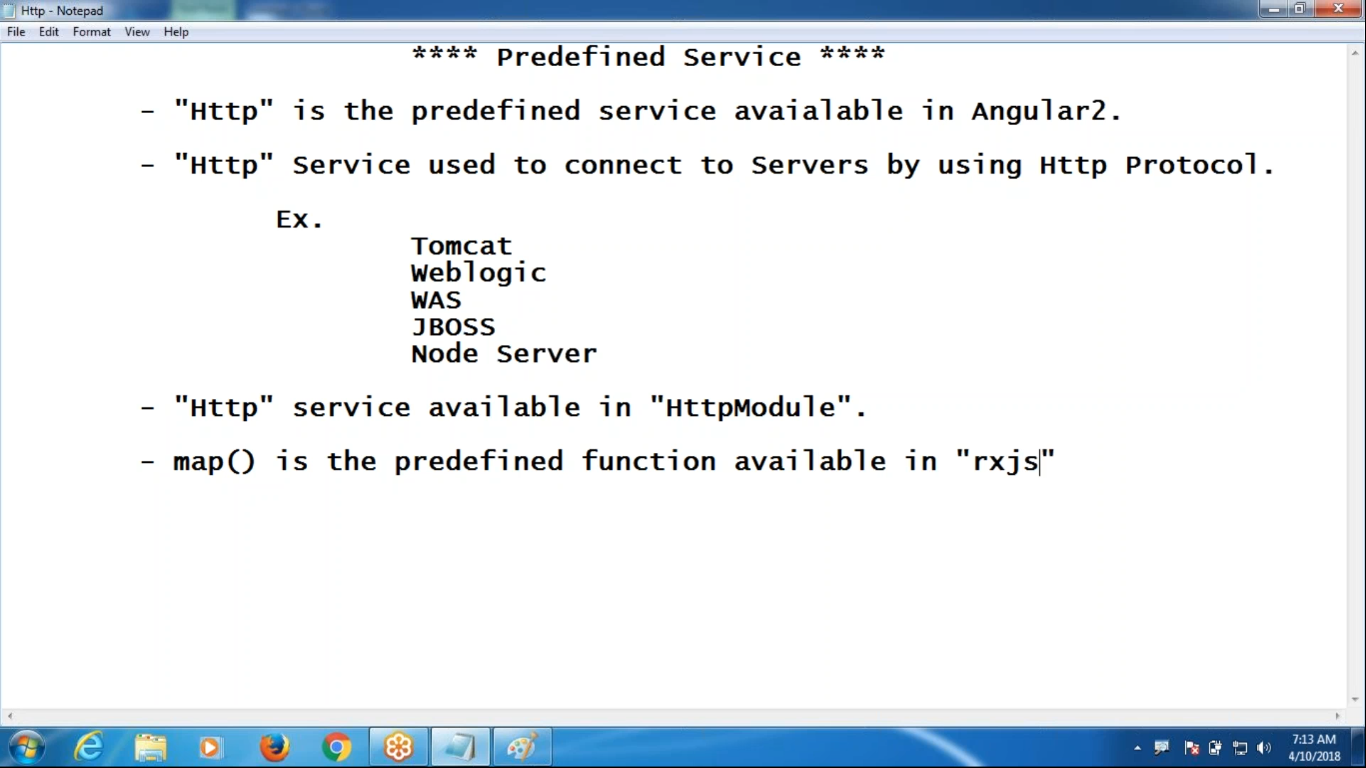 Http - Notepad
File Edit Format View Help
**** Predefined Service ****
- "Http" is the predefined service avaialable in Angular2.
- "Http" Service used to connect to Servers by using Http Protocol.
Ex.
Tomcat
Weblogic
WAS
JBOSS
Node Server
- "Http" service available in "HttpModule".
- map() is the predefined function available in "rxjs"
7:13 AM
4/10/2018